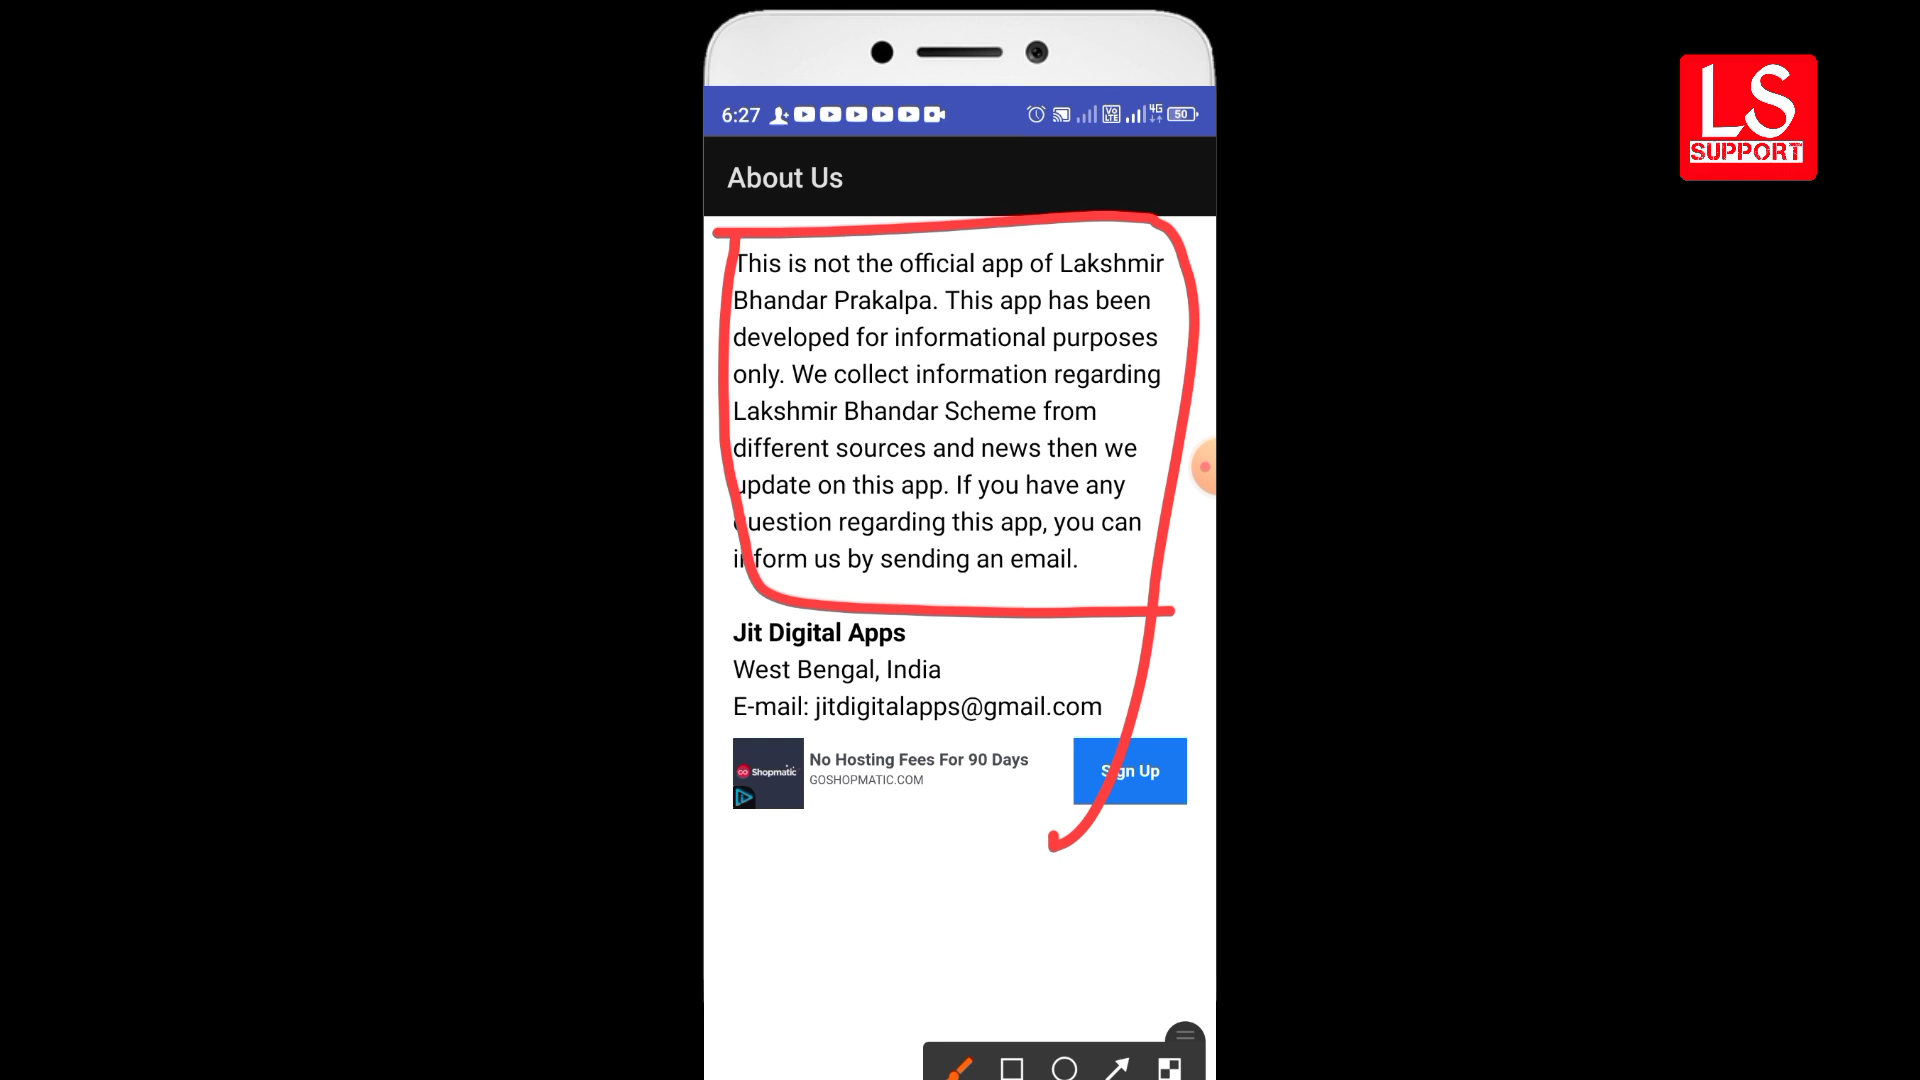 LS
SUPPORT
6:27
VO LTE
4G
50
About Us
This is not the official app of Lakshmir
Bhandar Prakalpa. This app has been
developed for informational purposes
only. We collect information regarding
Lakshmir Bhandar Scheme from
different sources and news then we
update on this app. If you have any
question regarding this app, you can
inform us by sending an email.
Jit Digital Apps
West Bengal, India
E-mail: jitdigitalapps@gmail.com
Shopmatic
No Hosting Fees For 90 Days
GOSHOPMATIC.COM
Sign Up